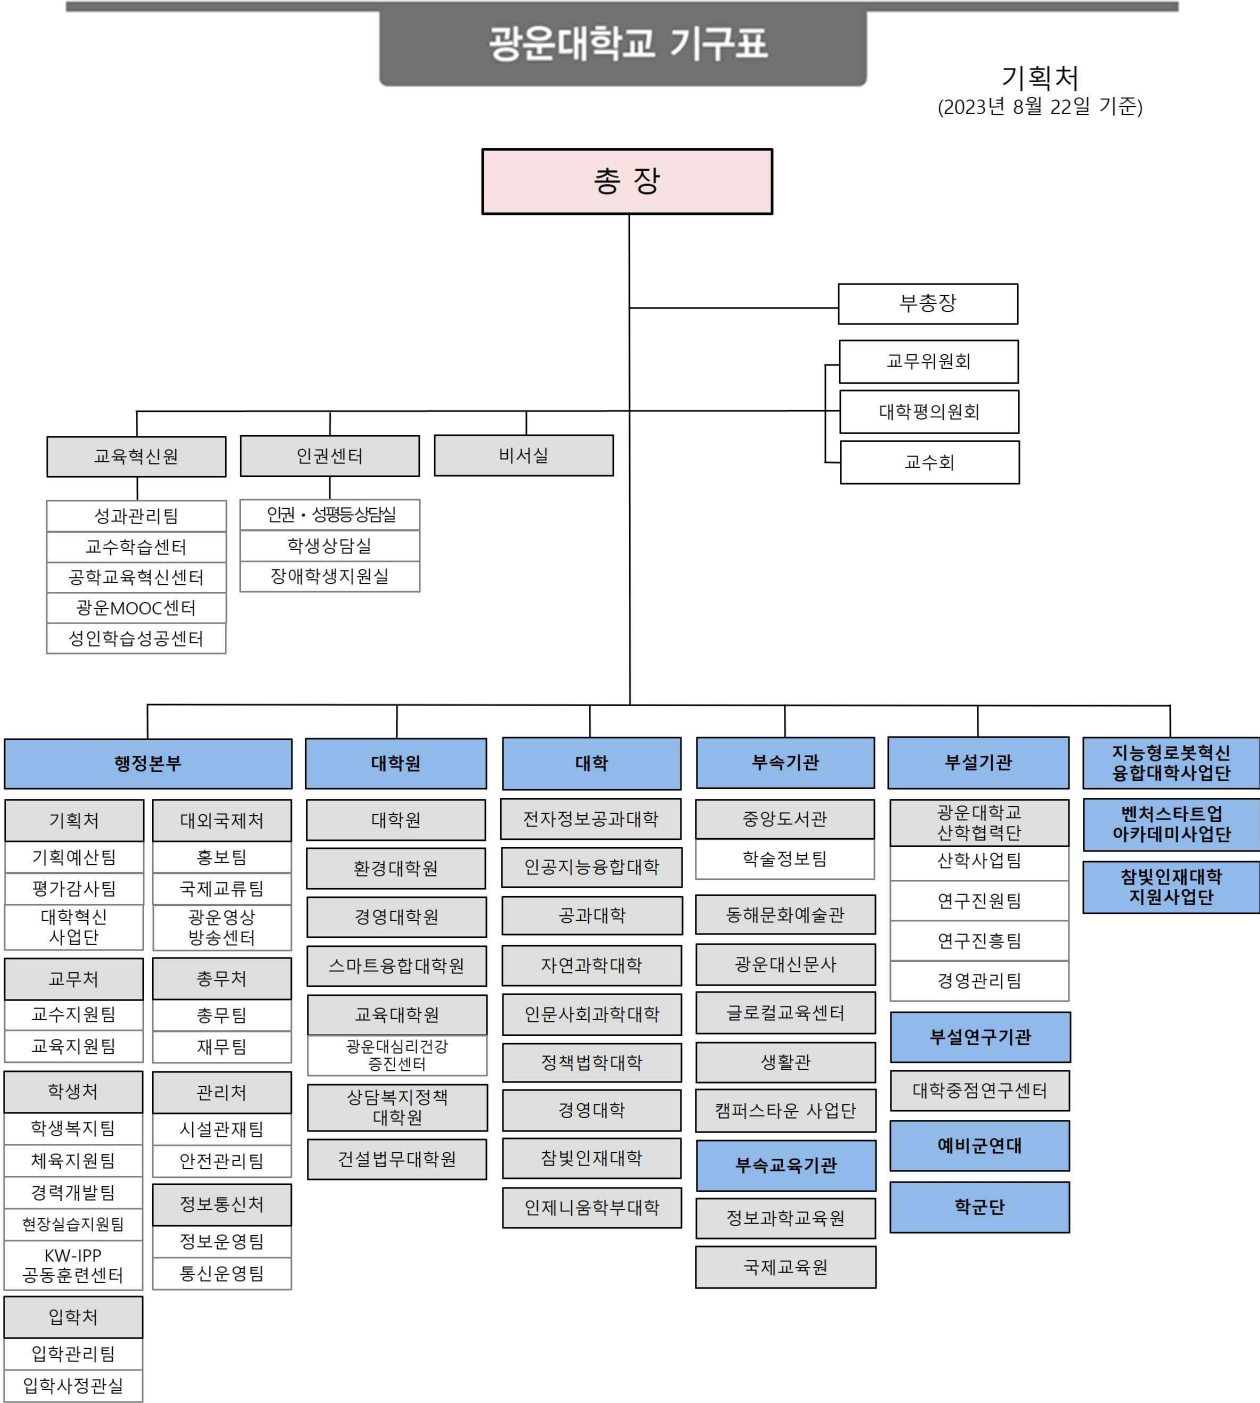 광운대학교 기구표
기획처
(2023년 8월 22일 기준)
총 장
부총장
교무위원회
대학평의원회
교수회
교육혁신원
성과관리팀
교수학습센터
공학교육혁신센터
광운MOOC센터
성인학습성공센터
인권센터
인권・성평등상담실
학생상담실
장애학생지원실
비서실
행정본부
기획처
기획예산팀
평가감사팀
대학혁신
사업단
교무처
교수지원팀
교육지원팀
학생처
학생복지팀
체육지원팀
경력개발팀
현장실습지원팀
KW-IPP
공동훈련센터
입학처
입학관리팀
입학사정관실
대외국제처
홍보팀
국제교류팀
광운영상
방송센터
총무처
총무팀
재무팀
관리처
시설관재팀
안전관리팀
정보통신처
정보운영팀
통신운영팀
대학원
대학원
환경대학원
경영대학원
스마트융합대학원
교육대학원
광운대심리건강
증진센터
상담복지정책
대학원
건설법무대학원
대학
전자정보공과대학
인공지능융합대학
공과대학
자연과학대학
인문사회과학대학
정책법학대학
경영대학
참빛인재대학
인제니움학부대학
부속기관
중앙도서관
학술정보팀
동해문화예술관
광운대신문사
글로컬교육센터
생활관
캠퍼스타운 사업단
부속교육기관
정보과학교육원
국제교육원
부설기관
광운대학교
산학협력단
산학사업팀
연구진원팀
연구진흥팀
경영관리팀
부설연구기관
대학중점연구센터
예비군연대
학군단
지능형로봇혁신
융합대학사업단
벤처스타트업
아카데미사업단
참빛인재대학
지원사업단